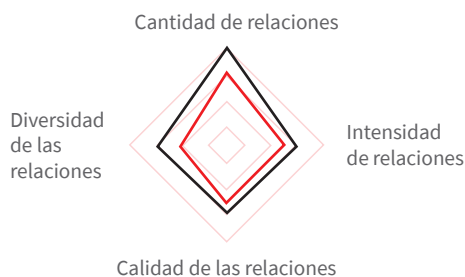 Cantidad de relaciones
Diversidad
de las
relaciones
Intensidad
de relaciones
Calidad de las relaciones